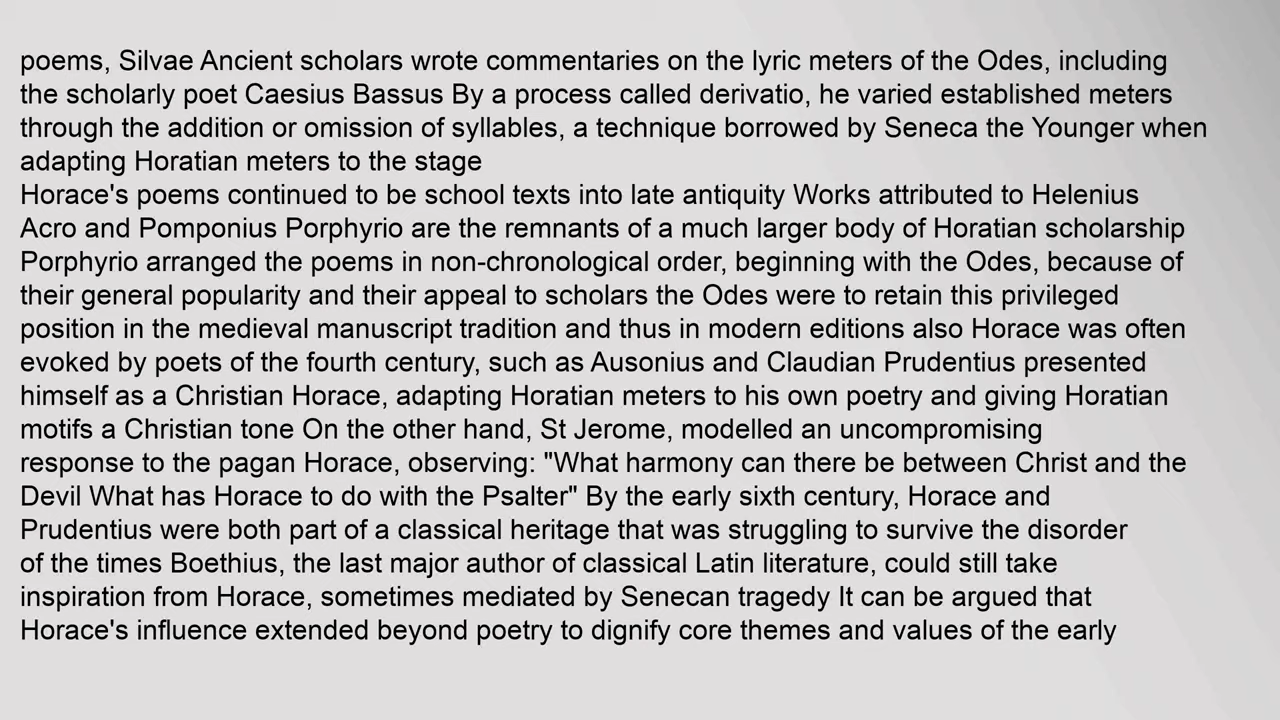 poems, Silvae Ancient scholars wrote commentaries on the lyric meters of the Odes, including
the scholarly poet Caesius Bassus By a process called derivatio, he varied established meters
through the addition or omission of syllables, a technique borrowed by Seneca the Younger when
adapting Horatian meters to the stage
Horace's poems continued to be school texts into late antiquity Works attributed to Helenius
Acro and Pomponius Porphyrio are the remnants of a much larger body of Horatian scholarship
Porphyrio arranged the poems in non-chronological order, beginning with the Odes, because of
their general popularity and their appeal to scholars the Odes were to retain this privileged
position in the medieval manuscript tradition and thus in modern editions also Horace was often
evoked by poets of the fourth century, such as Ausonius and Claudian Prudentius presented
himself as a Christian Horace, adapting Horatian meters to his own poetry and giving Horatian
motifs a Christian tone On the other hand, St Jerome, modelled an uncompromising
response to the pagan Horace, observing: "What harmony can there be between Christ and the
Devil What has Horace to do with the Psalter" By the early sixth century, Horace and
Prudentius were both part of a classical heritage that was struggling to survive the disorder
of the times Boethius, the last major author of classical Latin literature, could still take
inspiration from Horace, sometimes mediated by Senecan tragedy It can be argued that
Horace's influence extended beyond poetry to dignify core themes and values of the early